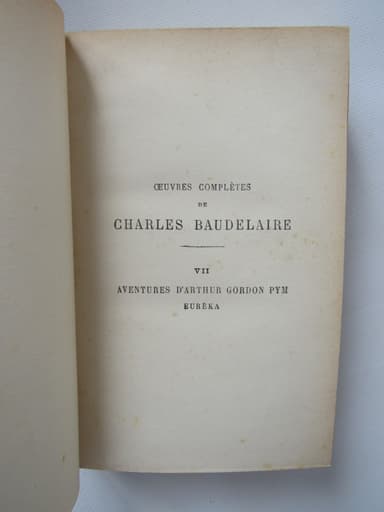 ŒUVRES COMPLÈTES
DE
CHARLES BAUDELAIRE
VII
AVENTURES D'ARTHUR GORDON PYM
EURÊKA